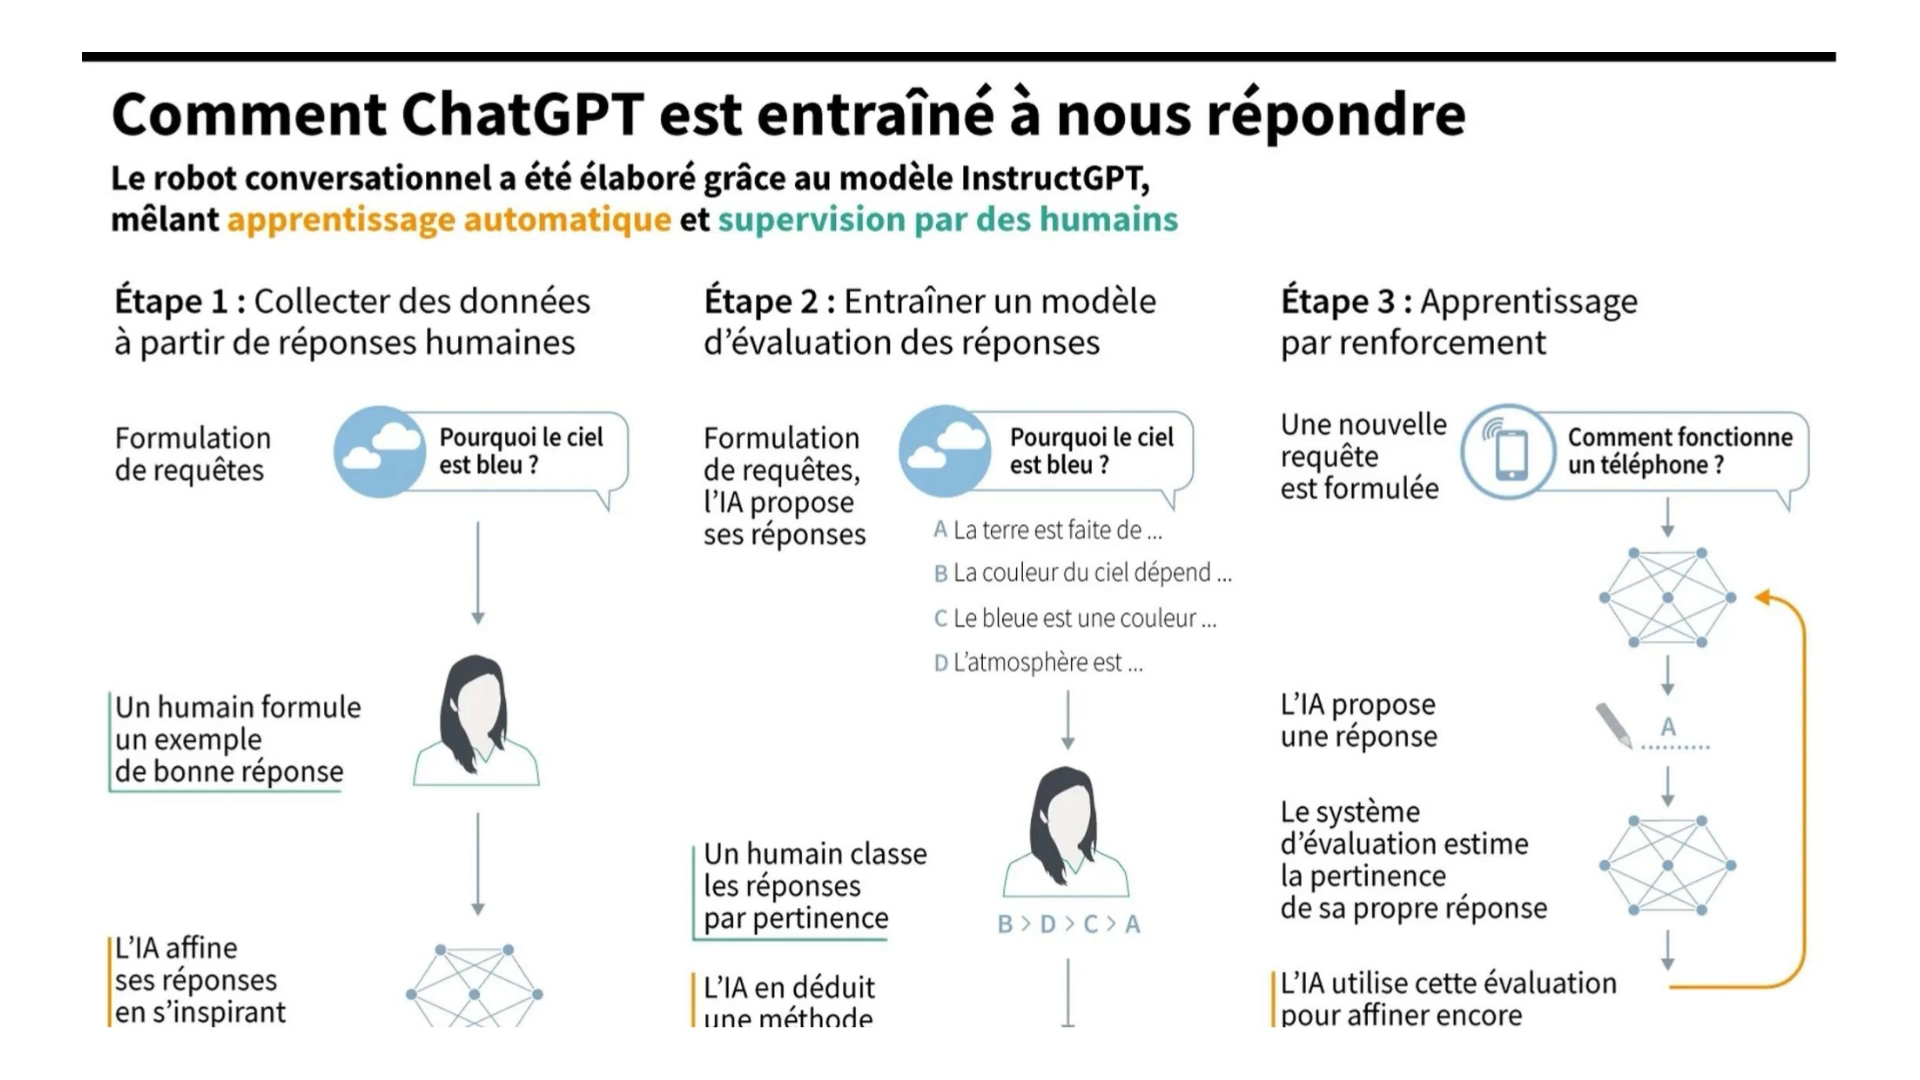 Comment ChatGPT est entraîné à nous répondre
Le robot conversationnel a été élaboré grâce au modèle InstructGPT,
mêlant apprentissage automatique et supervision par des humains
Étape 1 : Collecter des données
à partir de réponses humaines
Formulation
de requêtes
Pourquoi le ciel
est bleu ?
Un humain formule
un exemple
de bonne réponse
L'IA affine
ses réponses
en s'inspirant
Étape 2 : Entraîner un modèle
d'évaluation des réponses
Formulation
de requêtes,
l'IA propose
ses réponses
Pourquoi le ciel
est bleu ?
A La terre est faite de ...
B La couleur du ciel dépend ...
C Le bleue est une couleur ...
D L'atmosphère est ...
Un humain classe
les réponses
par pertinence
B > D > C > A
L'IA en déduit
une méthode
Étape 3 : Apprentissage
par renforcement
Une nouvelle
requête
est formulée
Comment fonctionne
un téléphone ?
L'IA propose
une réponse
A
Le système
d'évaluation estime
la pertinence
de sa propre réponse
L'IA utilise cette évaluation
pour affiner encore